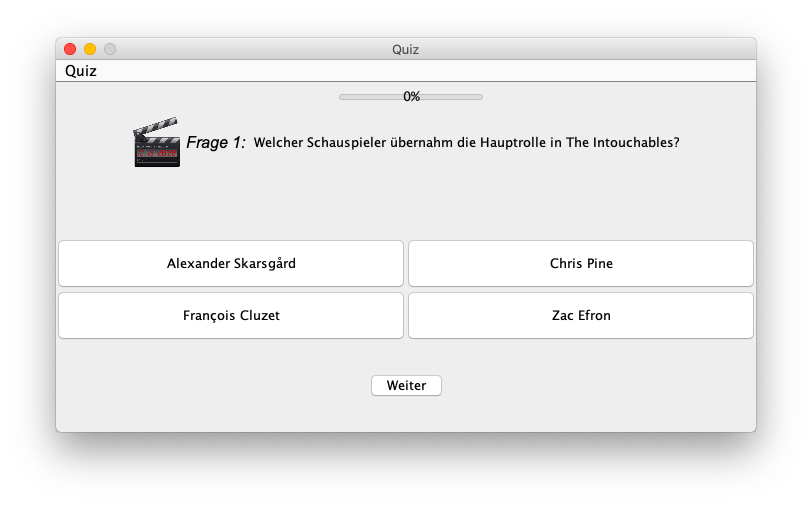 Quiz
Quiz
0%
Frage 1: Welcher Schauspieler übernahm die Hauptrolle in The Intouchables?
Alexander Skarsgård
Chris Pine
François Cluzet
Zac Efron
Weiter